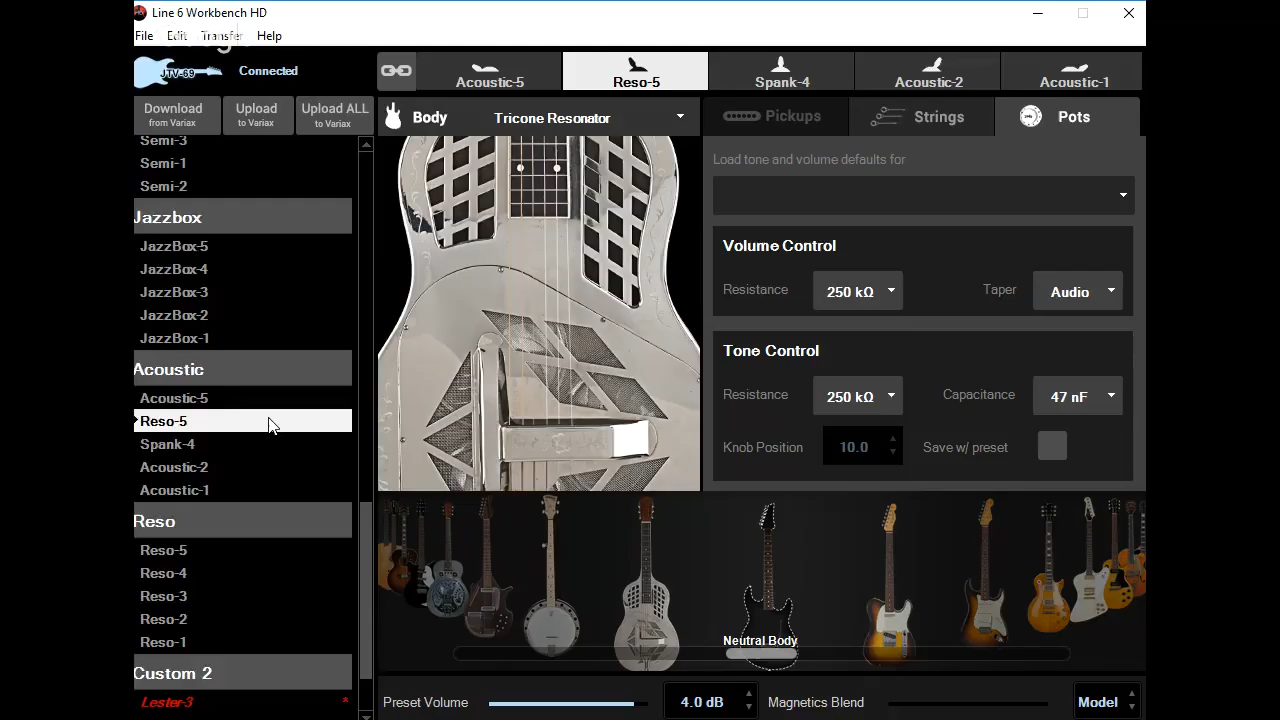 Line 6 Workbench HD
File Edit Transfer Help
JTV-69
Connected
Download
from Variax
Upload
to Variax
Upload ALL
to Variax
Acoustic-5
Reso-5
Spank-4
Acoustic-2
Acoustic-1
Body
Tricone Resonator
Pickups
Strings
Pots
Semi-3
Semi-1
Semi-2
Jazzbox
JazzBox-5
JazzBox-4
JazzBox-3
JazzBox-2
JazzBox-1
Acoustic
Acoustic-5
Reso-5
Spank-4
Acoustic-2
Acoustic-1
Reso
Reso-5
Reso-4
Reso-3
Reso-2
Reso-1
Custom 2
Lester-3 *
Load tone and volume defaults for
Volume Control
Resistance 250 kΩ Taper Audio
Tone Control
Resistance 250 kΩ Capacitance 47 nF
Knob Position 10.0 Save w/ preset
Neutral Body
Preset Volume 4.0 dB Magnetics Blend Model